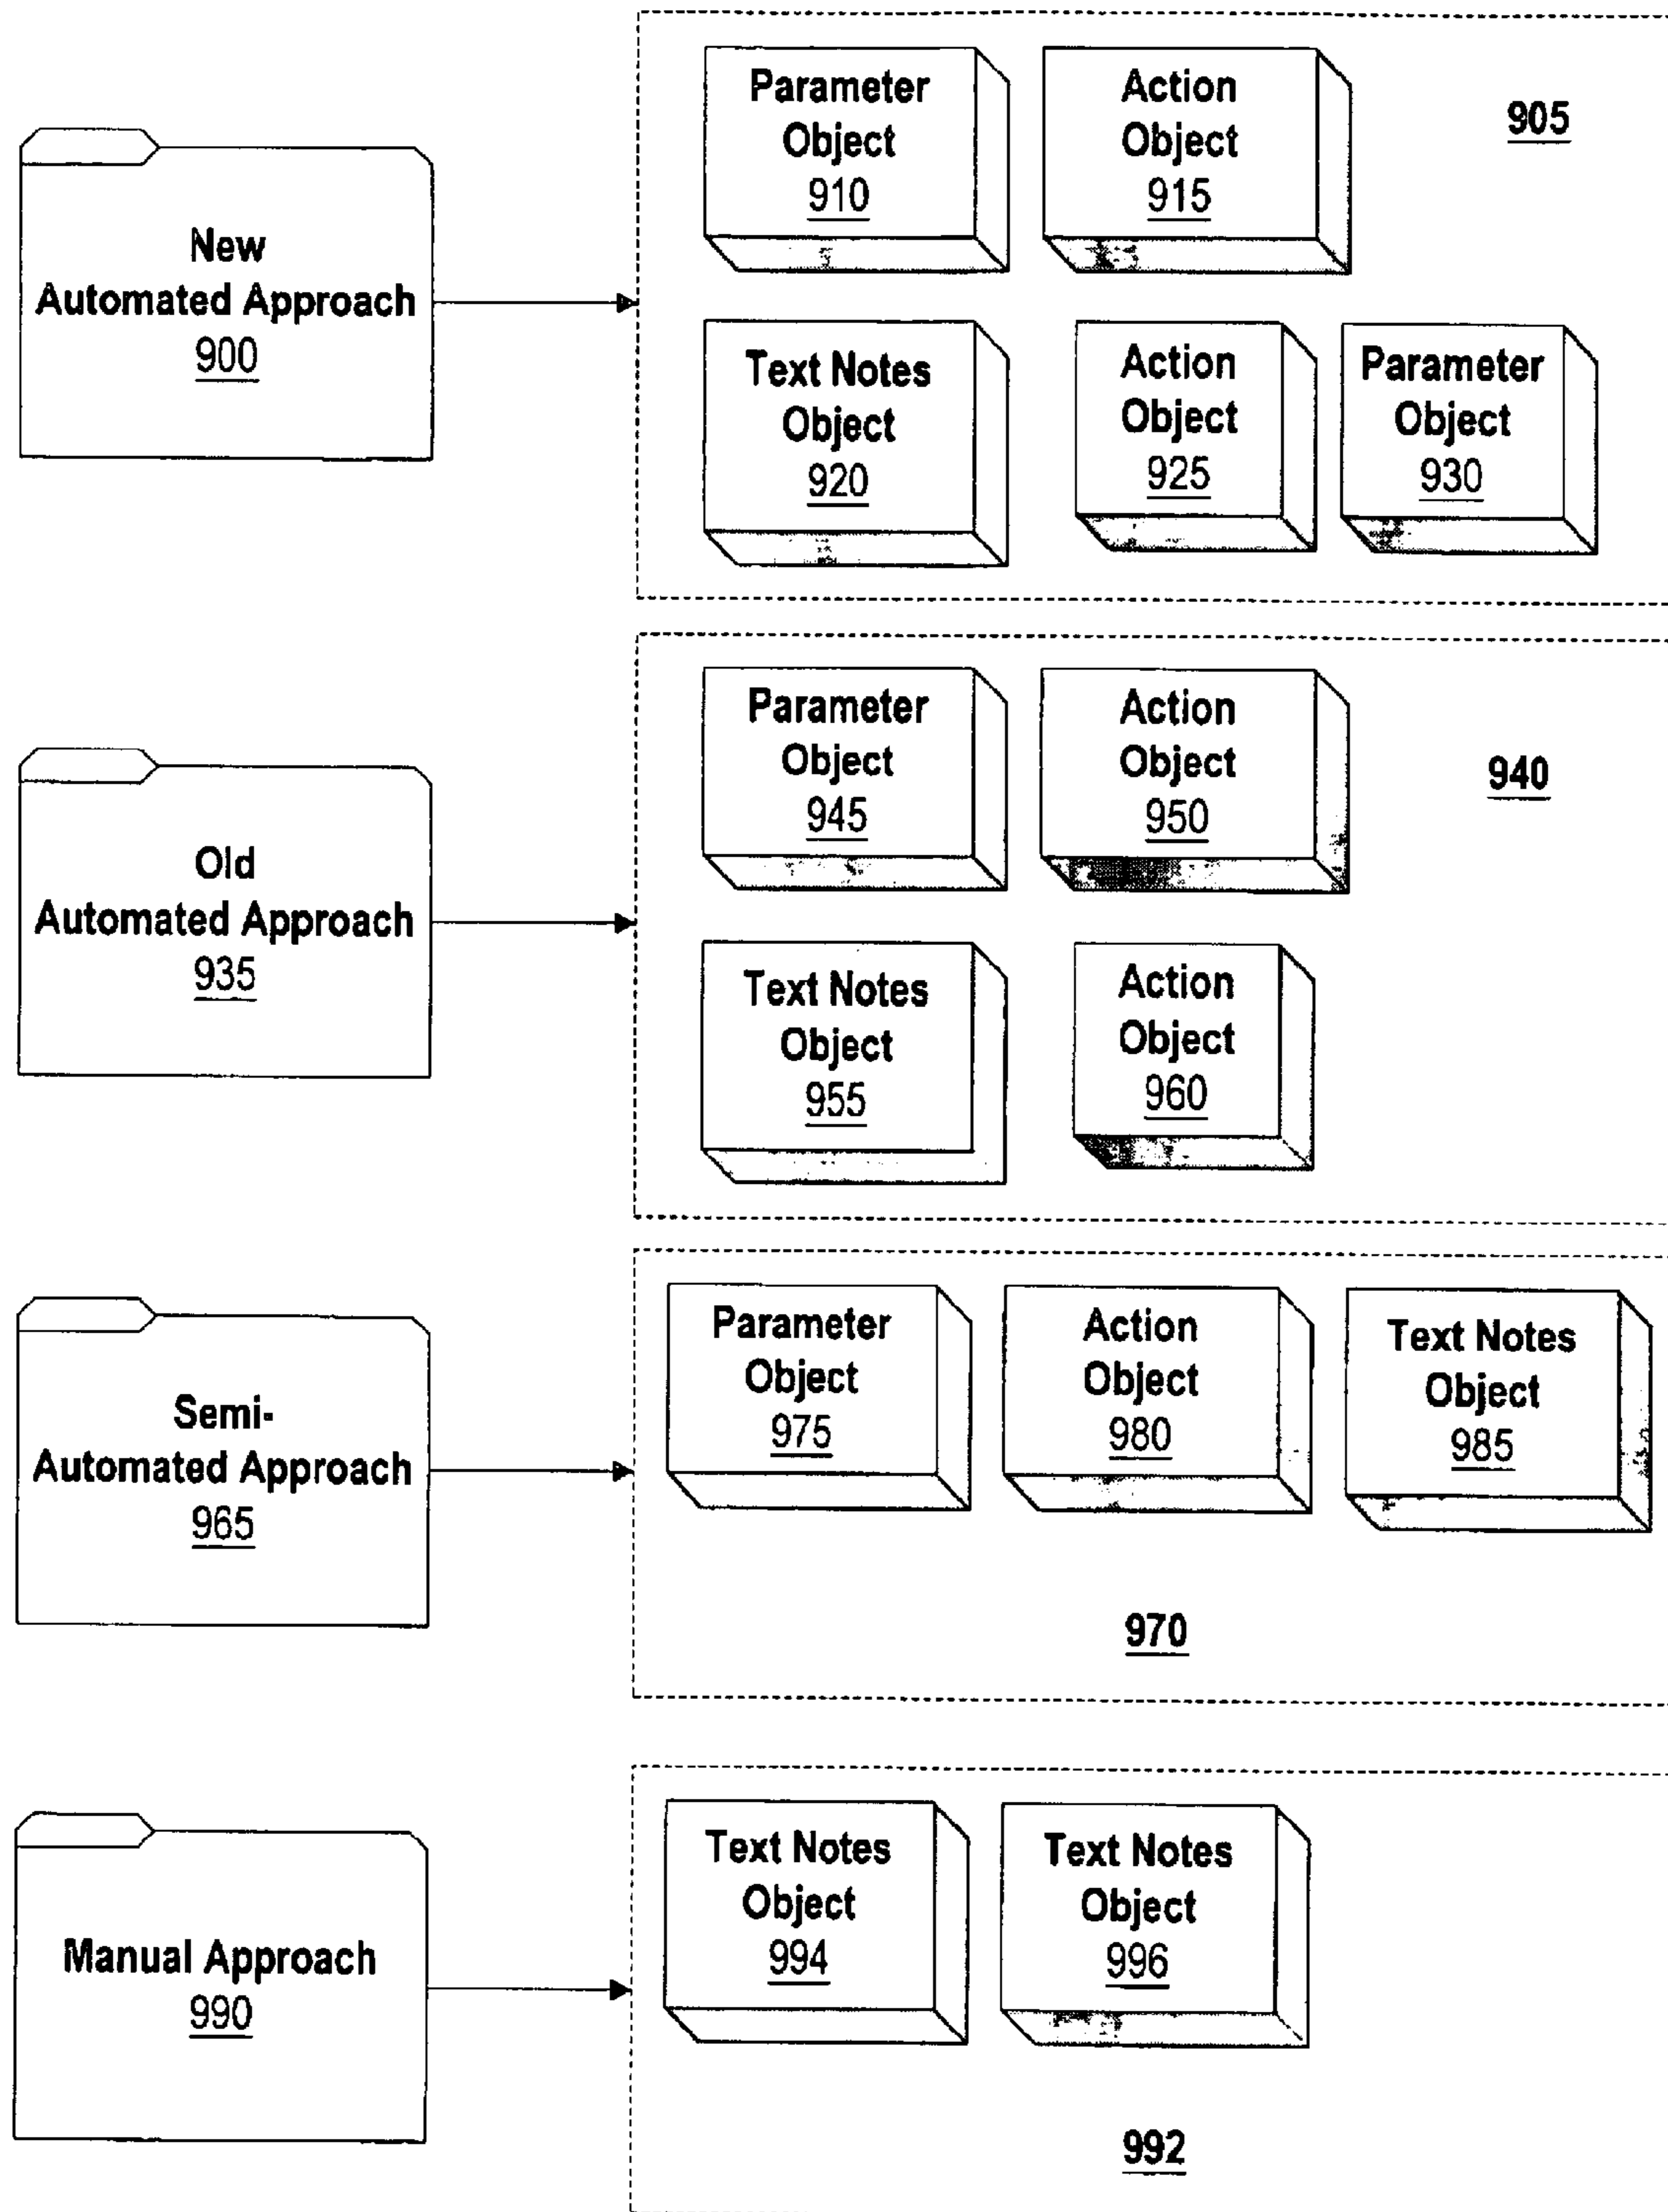 New
Automated Approach
900
Parameter
Object
910
Action
Object
915
905
Text Notes
Object
920
Action
Object
925
Parameter
Object
930
Old
Automated Approach
935
Parameter
Object
945
Action
Object
950
940
Text Notes
Object
955
Action
Object
960
Semi-
Automated Approach
965
Parameter
Object
975
Action
Object
980
Text Notes
Object
985
970
Manual Approach
990
Text Notes
Object
994
Text Notes
Object
996
992